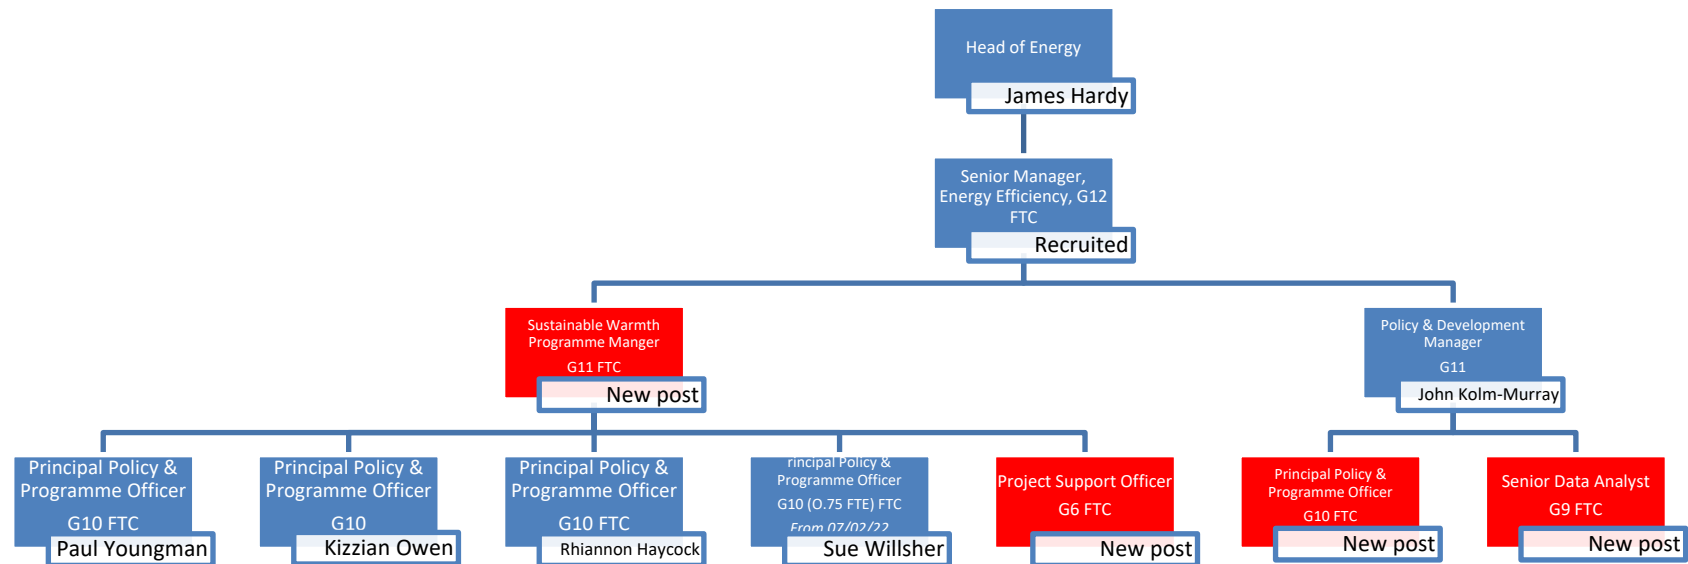 Head of Energy
James Hardy
Senior Manager,
Energy Efficiency, G12
FTC
Recruited
Sustainable Warmth
Programme Manger
G11 FTC
New post
Policy & Development
Manager
G11
John Kolm-Murray
Principal Policy &
Programme Officer
G10 FTC
Paul Youngman
Principal Policy &
Programme Officer
G10
Kizzian Owen
Principal Policy &
Programme Officer
G10 FTC
Rhiannon Haycock
rincipal Policy &
Programme Officer
G10 (O.75 FTE) FTC
From 07/02/22
Sue Willsher
Project Support Officer
G6 FTC
New post
Principal Policy &
Programme Officer
G10 FTC
New post
Senior Data Analyst
G9 FTC
New post